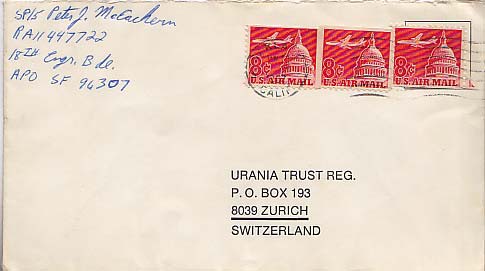 SP/5 Peter J. McEachern
RA11447722
18TH Engr. Bde.
APO SF 96307
8¢
U.S. AIR MAIL
8¢
U.S. AIR MAIL
8¢
U.S. AIR MAIL
CALIF
URANIA TRUST REG.
P. O. BOX 193
8039 ZURICH
SWITZERLAND